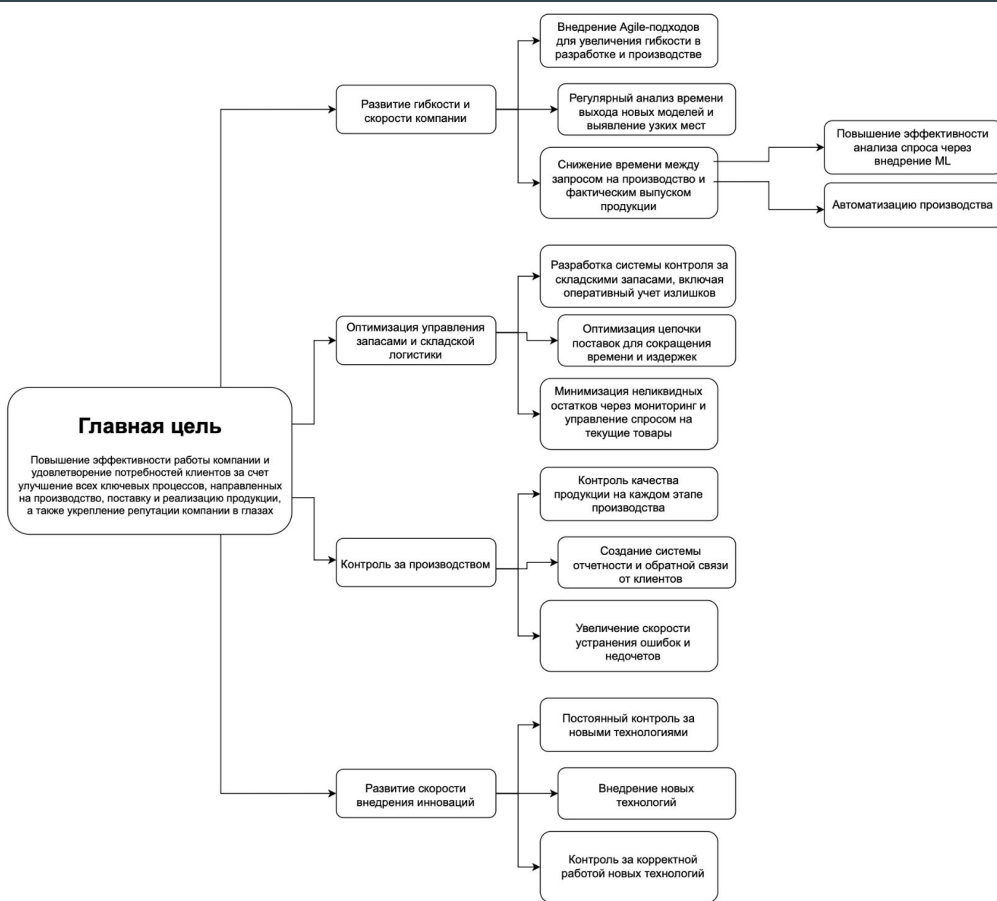 Главная цель
Повышение эффективности работы компании и
удовлетворение потребностей клиентов за счет
улучшение всех ключевых процессов, направленных
на производство, поставку и реализацию продукции,
а также укрепление репутации компании в глазах
Развитие гибкости и
скорости компании
Внедрение Agile-подходов
для увеличения гибкости в
разработке и производстве
Регулярный анализ времени
выхода новых моделей и
выявление узких мест
Снижение времени между
запросом на производство и
фактическим выпуском
продукции
Повышение эффективности
анализа спроса через
внедрение ML
Автоматизацию производства
Оптимизация управления
запасами и складской
логистики
Разработка системы контроля за
складскими запасами, включая
оперативный учет излишков
Оптимизация цепочки
поставок для сокращения
времени и издержек
Минимизация неликвидных
остатков через мониторинг и
управление спросом на
текущие товары
Контроль за производством
Контроль качества
продукции на каждом этапе
производства
Создание системы
отчетности и обратной связи
от клиентов
Увеличение скорости
устранения ошибок и
недочетов
Развитие скорости
внедрения инноваций
Постоянный контроль за
новыми технологиями
Внедрение новых
технологий
Контроль за корректной
работой новых технологий